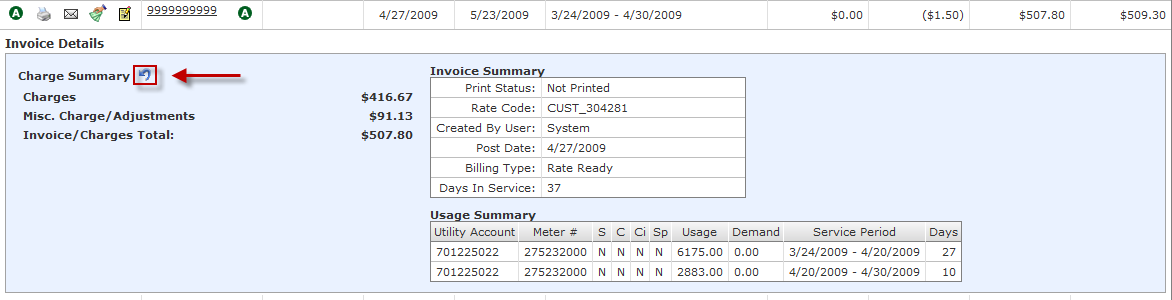 A 9999999999 A 4/27/2009 5/23/2009 3/24/2009 - 4/30/2009 $0.00 ($1.50) $507.80 $509.30
Invoice Details
Charge Summary
Charges $416.67
Misc. Charge/Adjustments $91.13
Invoice/Charges Total: $507.80
Invoice Summary
Print Status: Not Printed
Rate Code: CUST_304281
Created By User: System
Post Date: 4/27/2009
Billing Type: Rate Ready
Days In Service: 37
Usage Summary
Utility Account Meter # S C Ci Sp Usage Demand Service Period Days
701225022 275232000 N N N N 6175.00 0.00 3/24/2009 - 4/20/2009 27
701225022 275232000 N N N N 2883.00 0.00 4/20/2009 - 4/30/2009 10